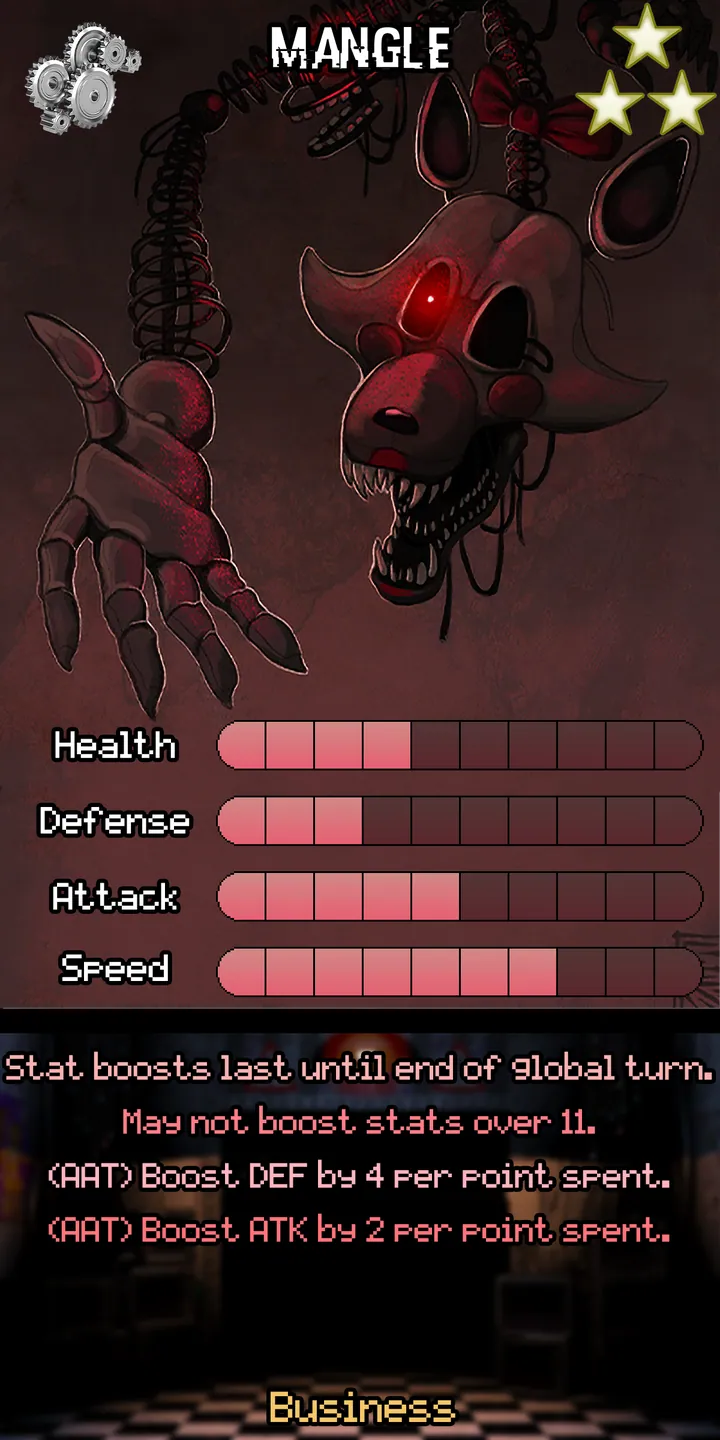 MANGLE
Health
Defense
Attack
Speed
Stat boosts last until end of global turn.
May not boost stats over 11.
(AAT) Boost DEF by 4 per point spent.
(AAT) Boost ATK by 2 per point spent.
Business